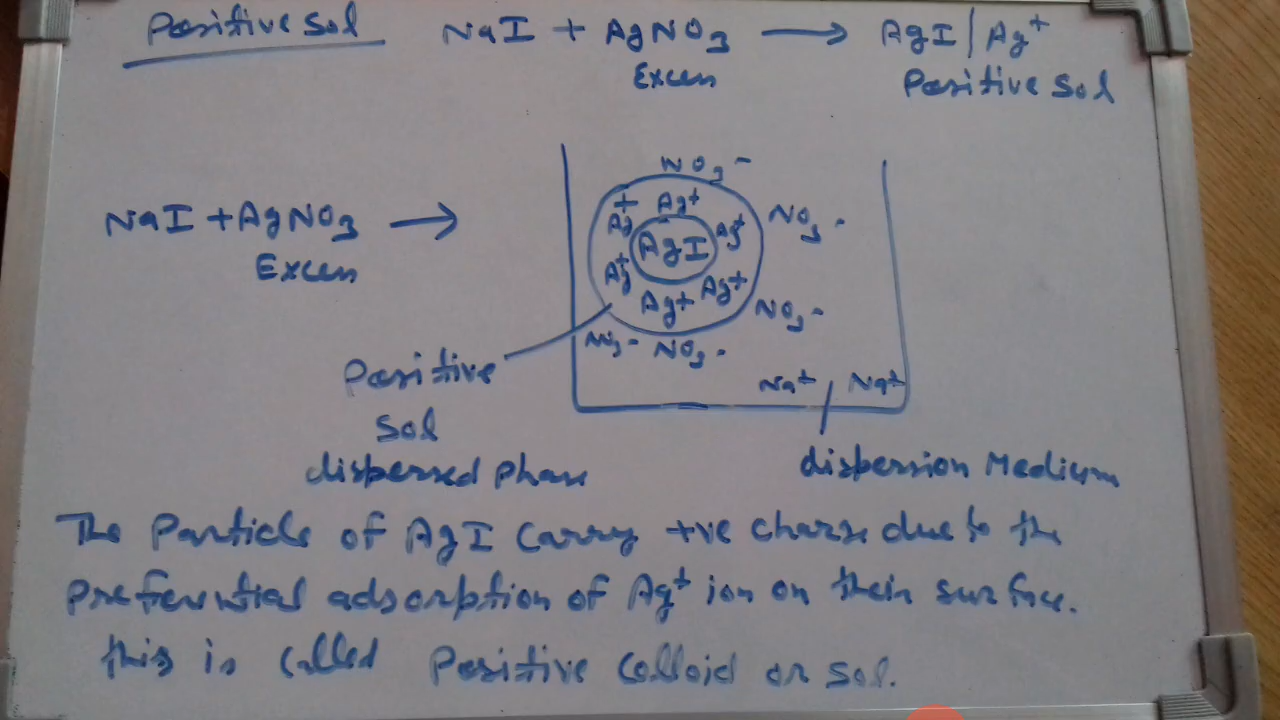 Positive Sol NaI + AgNO3 → AgI | Ag+
Excess Positive Sol
NaI + AgNO3 →
Excess
NO3-
+ Ag+
Ag Ag+ NO3-
AgI
Ag+
Ag+ Ag+ NO3-
NO3- NO3-
Positive Na+ Na+
Sol
dispersed Phase dispersion Medium
The Particle of AgI Carry +ve charge due to the
preferential adsorption of Ag+ ion on their surface.
this is called Positive Colloid or Sol.